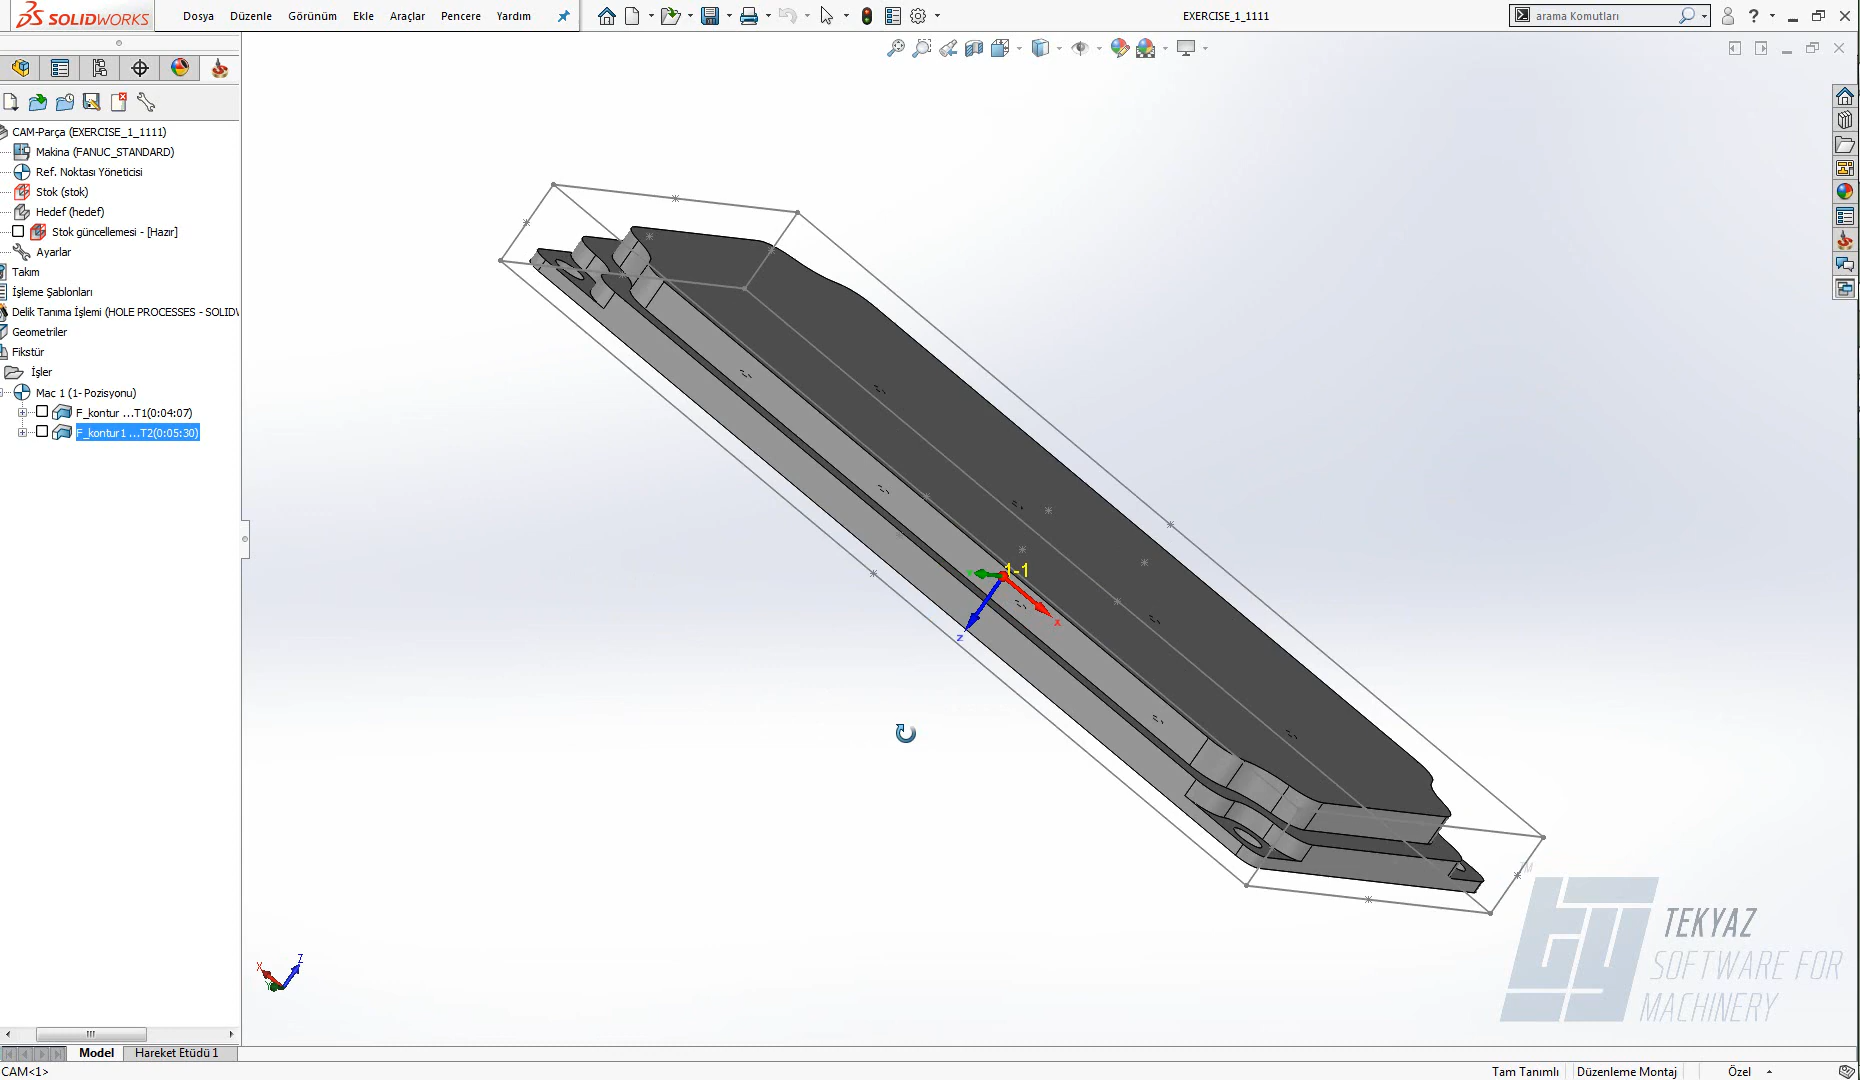 SOLIDWORKS Dosya Düzenle Görünüm Ekle Araçlar Pencere Yardım EXERCISE_1_1111 arama Komutları ?
CAM-Parça (EXERCISE_1_1111)
Makina (FANUC_STANDARD)
Ref. Noktası Yöneticisi
Stok (stok)
Hedef (hedef)
Stok güncellemesi - [Hazır]
Ayarlar
Takım
İşleme Şablonları
Delik Tanıma İşlemi (HOLE PROCESSES - SOLID
Geometriler
Fikstür
İşler
Mac 1 (1- Pozisyonu)
F_kontur ...T1(0:04:07)
F_kontur1 ...T2(0:05:30)
1-1
x
z
TM
TEKYAZ
SOFTWARE FOR
MACHINERY
X Z
Model Hareket Etüdü 1
CAM<1> Tam Tanımlı Düzenleme Montaj Özel